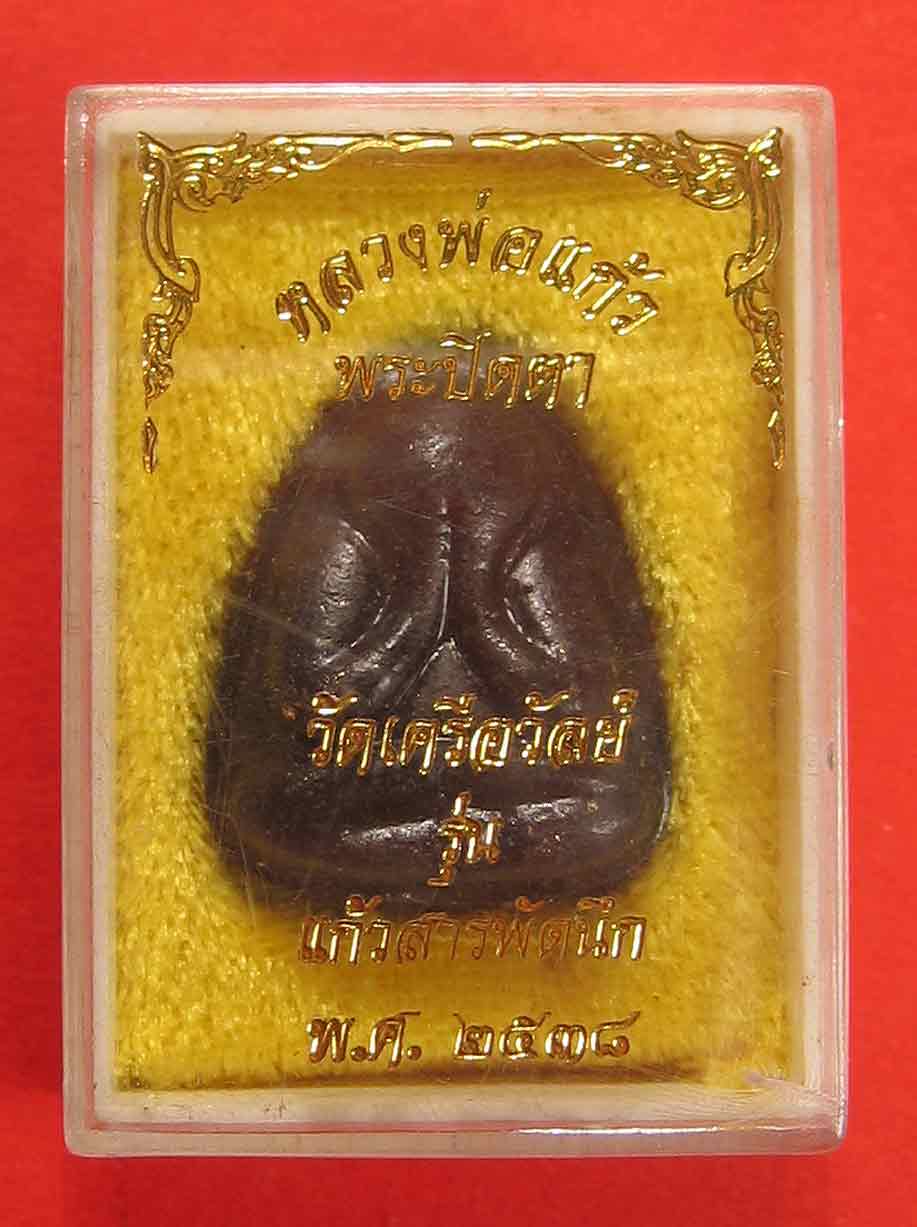 หลวงพ่อแก้ว
พระปิดตา
วัดเครือวัลย์
รุ่น
แก้วสารพัดนึก
พ.ศ. ๒๕๓๘